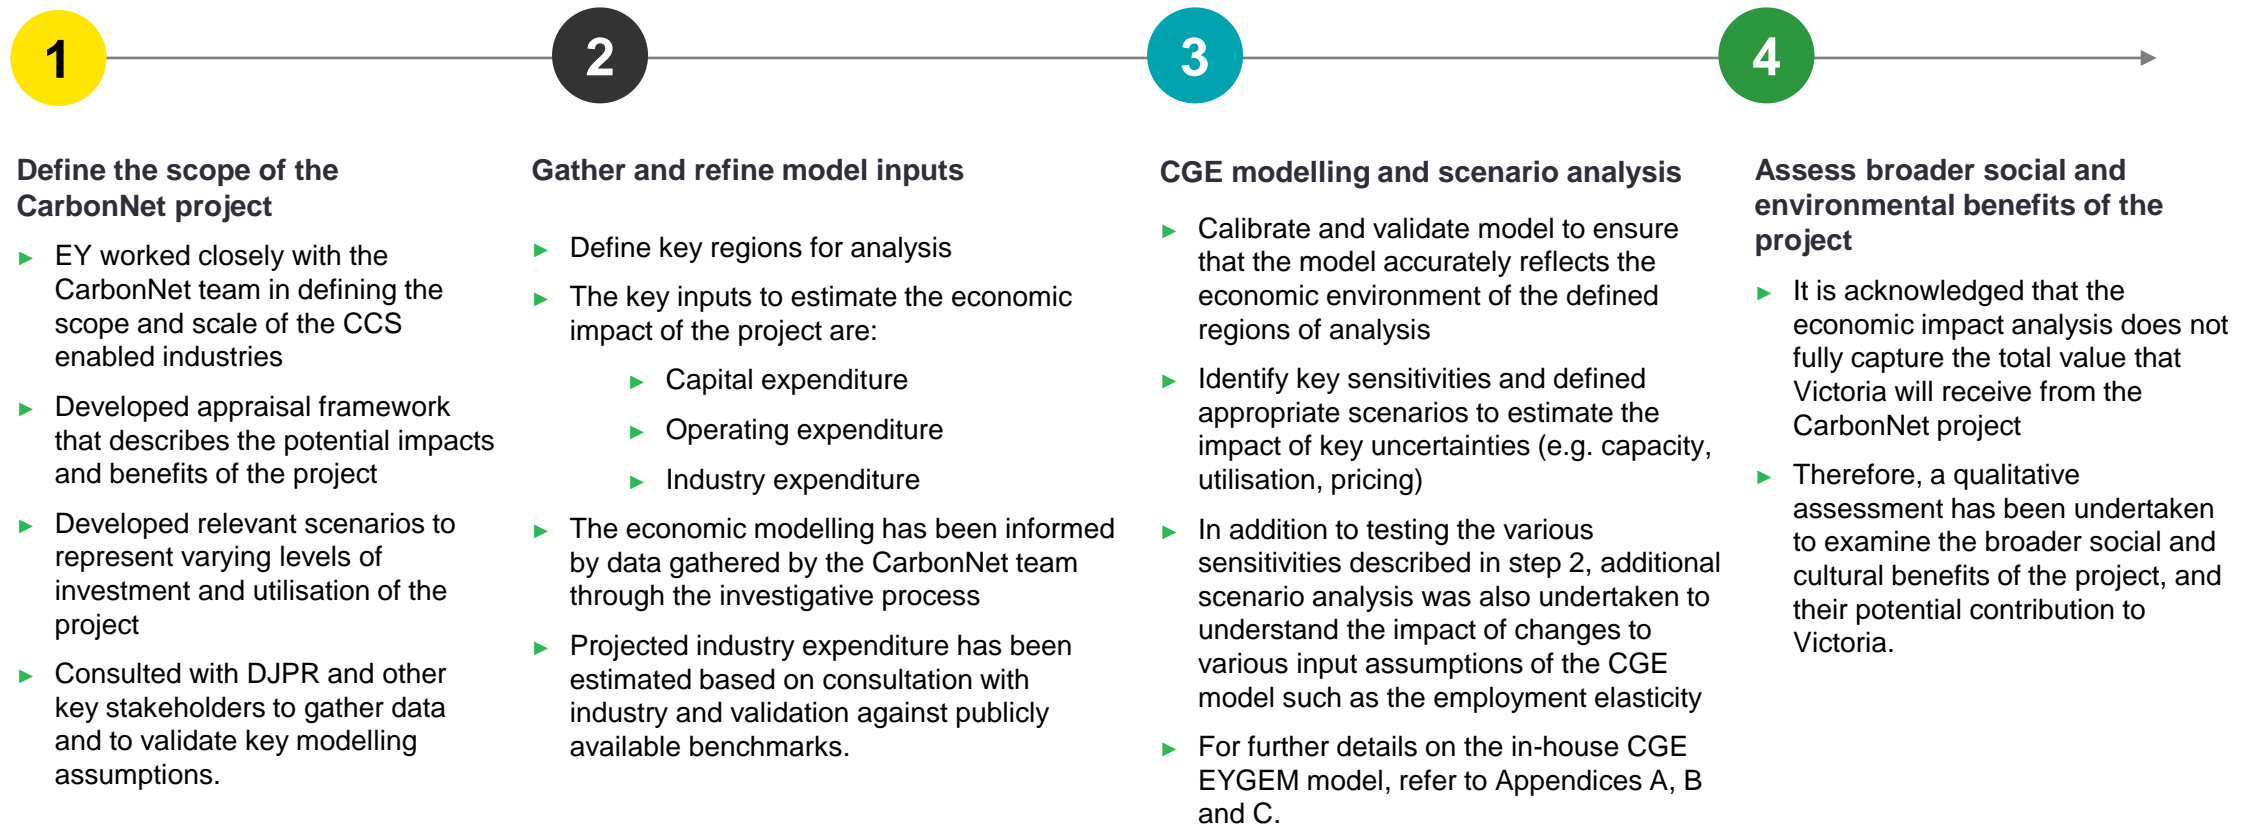 1
2
3
4
Define the scope of the
CarbonNet project
► EY worked closely with the
CarbonNet team in defining the
scope and scale of the CCS
enabled industries
► Developed appraisal framework
that describes the potential impacts
and benefits of the project
► Developed relevant scenarios to
represent varying levels of
investment and utilisation of the
project
► Consulted with DJPR and other
key stakeholders to gather data
and to validate key modelling
assumptions.
Gather and refine model inputs
► Define key regions for analysis
► The key inputs to estimate the economic
impact of the project are:
► Capital expenditure
► Operating expenditure
► Industry expenditure
► The economic modelling has been informed
by data gathered by the CarbonNet team
through the investigative process
► Projected industry expenditure has been
estimated based on consultation with
industry and validation against publicly
available benchmarks.
CGE modelling and scenario analysis
► Calibrate and validate model to ensure
that the model accurately reflects the
economic environment of the defined
regions of analysis
► Identify key sensitivities and defined
appropriate scenarios to estimate the
impact of key uncertainties (e.g. capacity,
utilisation, pricing)
► In addition to testing the various
sensitivities described in step 2, additional
scenario analysis was also undertaken to
understand the impact of changes to
various input assumptions of the CGE
model such as the employment elasticity
► For further details on the in-house CGE
EYGEM model, refer to Appendices A, B
and C.
Assess broader social and
environmental benefits of the
project
► It is acknowledged that the
economic impact analysis does not
fully capture the total value that
Victoria will receive from the
CarbonNet project
► Therefore, a qualitative
assessment has been undertaken
to examine the broader social and
cultural benefits of the project, and
their potential contribution to
Victoria.